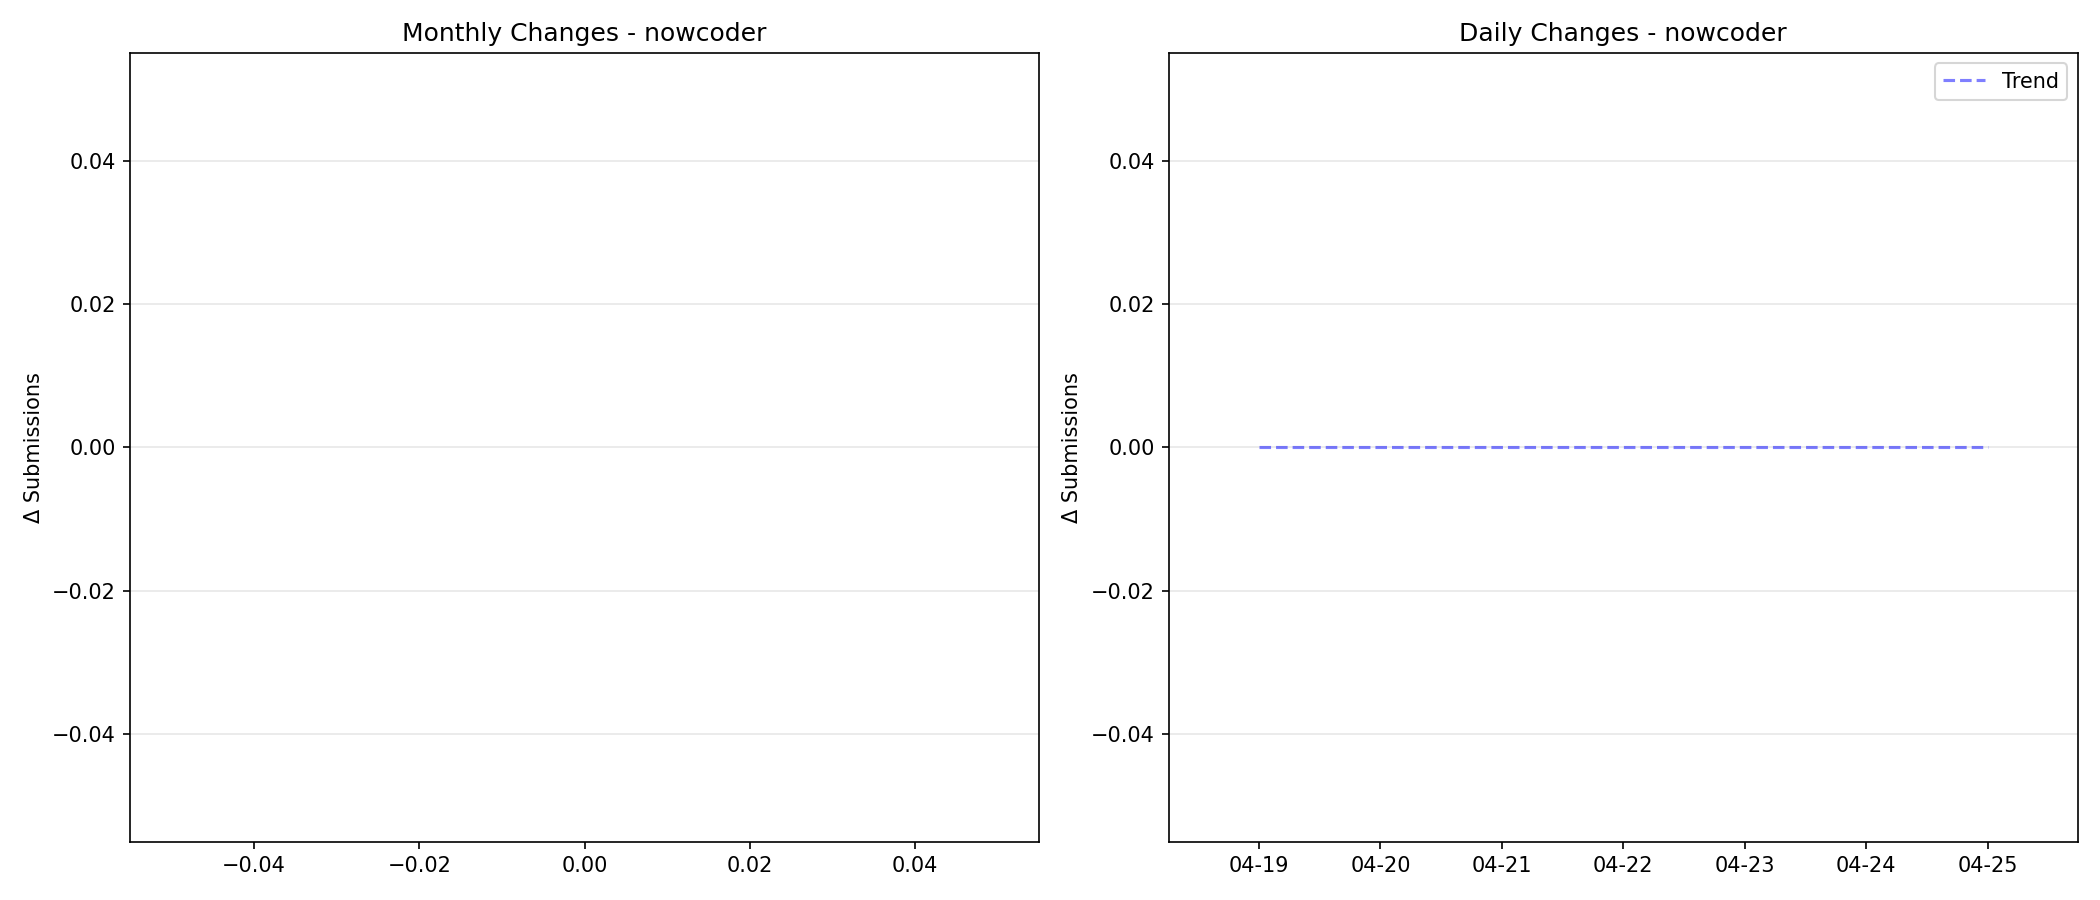 Monthly Changes - nowcoder
Δ Submissions
0.04
0.02
0.00
−0.02
−0.04
−0.04 −0.02 0.00 0.02 0.04
Daily Changes - nowcoder
Trend
Δ Submissions
0.04
0.02
0.00
−0.02
−0.04
04-19 04-20 04-21 04-22 04-23 04-24 04-25